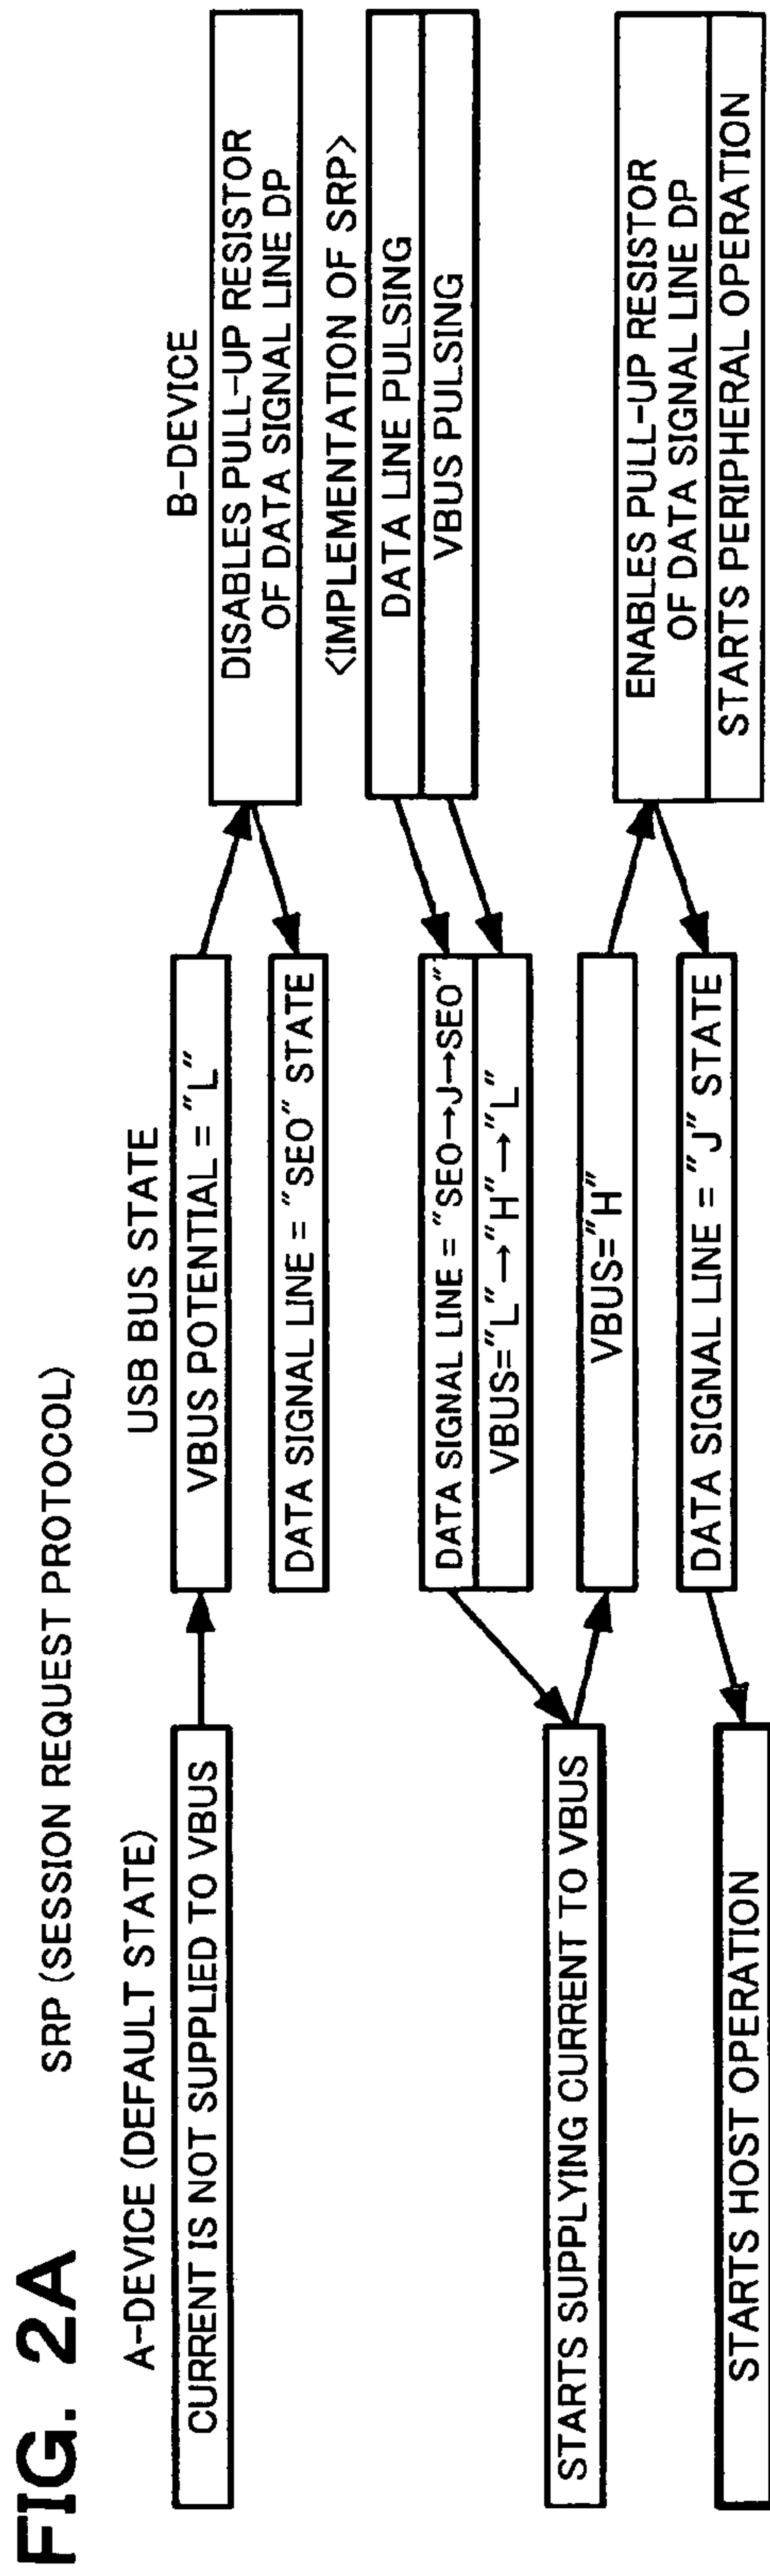 FIG. 2A
SRP (SESSION REQUEST PROTOCOL)
A-DEVICE (DEFAULT STATE)
USB BUS STATE
B-DEVICE
CURRENT IS NOT SUPPLIED TO VBUS
VBUS POTENTIAL = "L"
DISABLES PULL-UP RESISTOR
OF DATA SIGNAL LINE DP
DATA SIGNAL LINE = "SEO" STATE
<IMPLEMENTATION OF SRP>
DATA LINE PULSING
VBUS PULSING
DATA SIGNAL LINE = "SEO→J→SEO"
VBUS="L"→"H"→"L"
STARTS SUPPLYING CURRENT TO VBUS
VBUS="H"
ENABLES PULL-UP RESISTOR
OF DATA SIGNAL LINE DP
STARTS PERIPHERAL OPERATION
DATA SIGNAL LINE = "J" STATE
STARTS HOST OPERATION